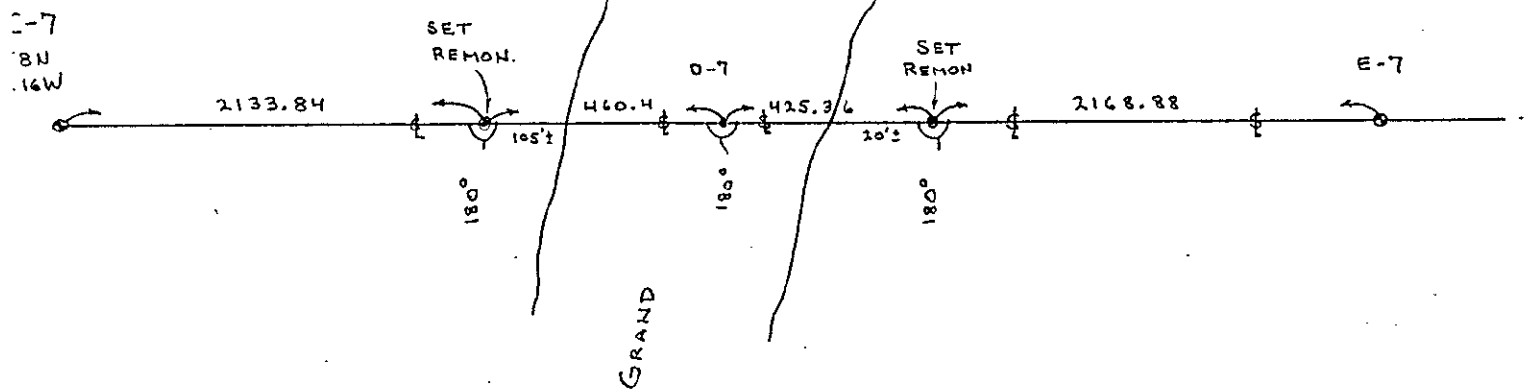 -7
8N
.16W
SET
REMON.
D-7
SET
REMON
E-7
2133.84
460.4
425.36
2168.88
105'±
20'±
180°
180°
180°
GRAND